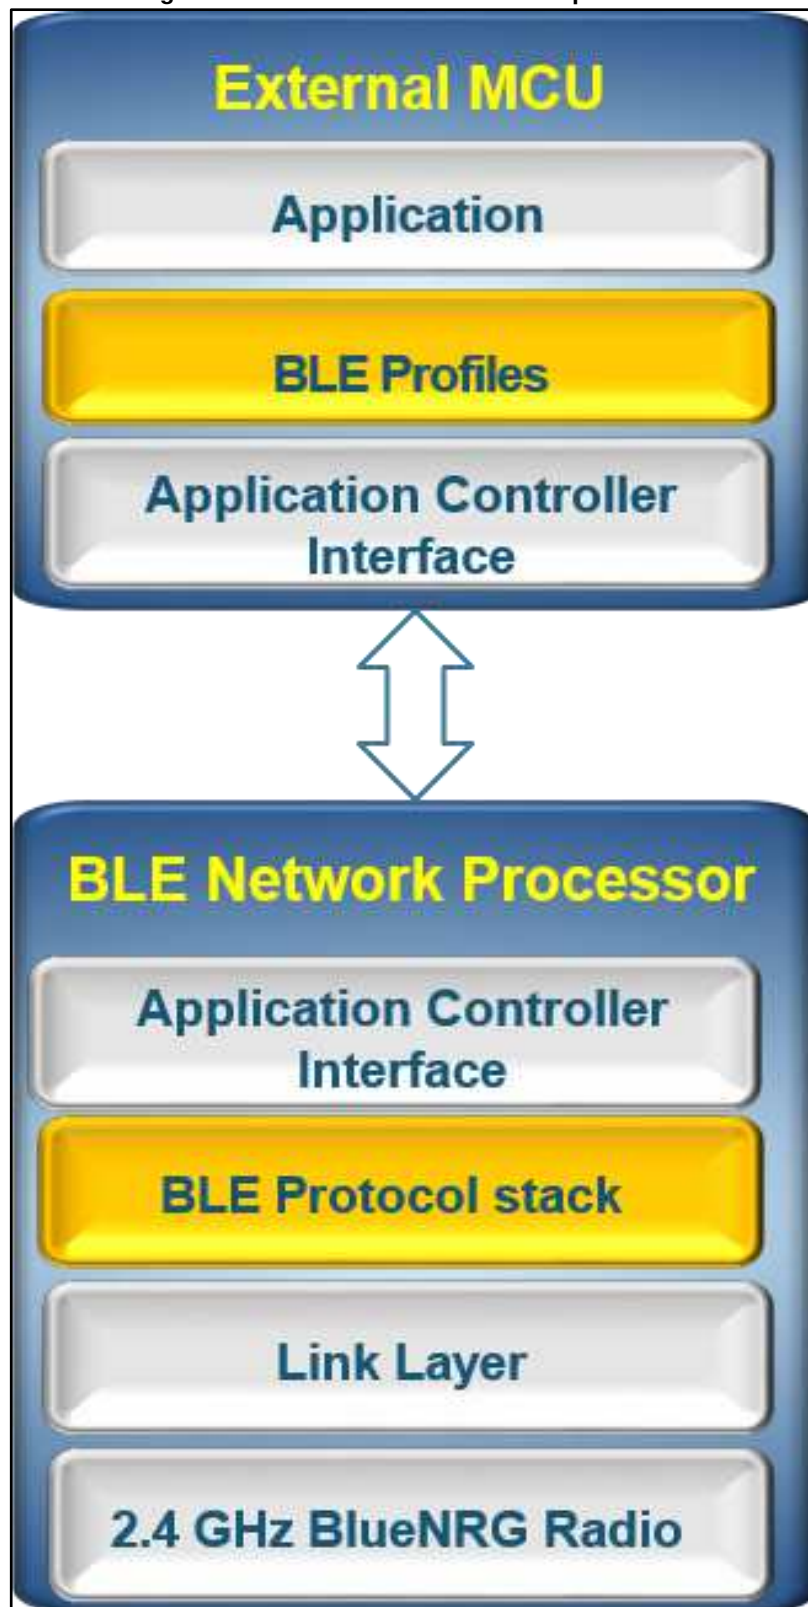 External MCU
Application
BLE Profiles
Application Controller
Interface
BLE Network Processor
Application Controller
Interface
BLE Protocol stack
Link Layer
2.4 GHz BlueNRG Radio